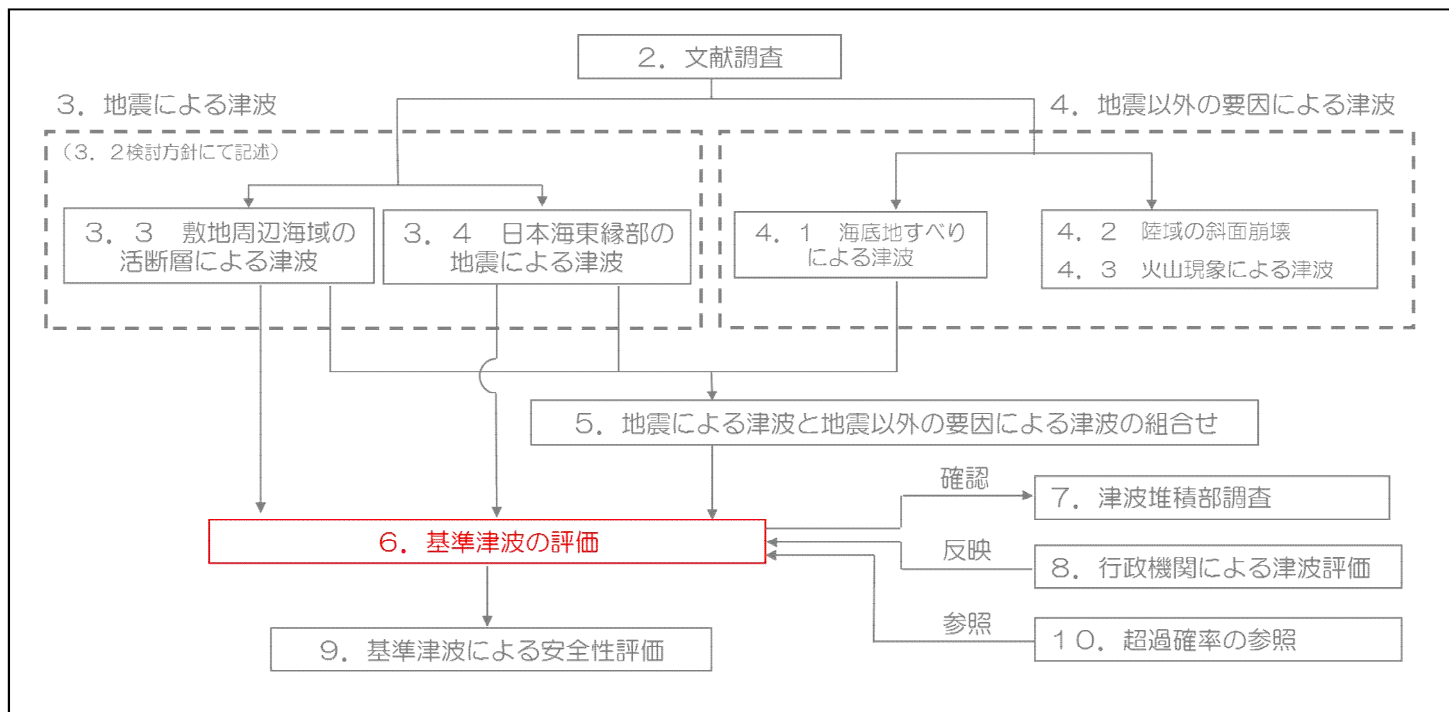 ２．文献調査
３．地震による津波
４．地震以外の要因による津波
（３．２検討方針にて記述）
３．３　敷地周辺海域の
活断層による津波
３．４　日本海東縁部の
地震による津波
４．１　海底地すべり
による津波
４．２　陸域の斜面崩壊
４．３　火山現象による津波
５．地震による津波と地震以外の要因による津波の組合せ
確認
７．津波堆積部調査
６．基準津波の評価
反映
８．行政機関による津波評価
参照
１０．超過確率の参照
９．基準津波による安全性評価